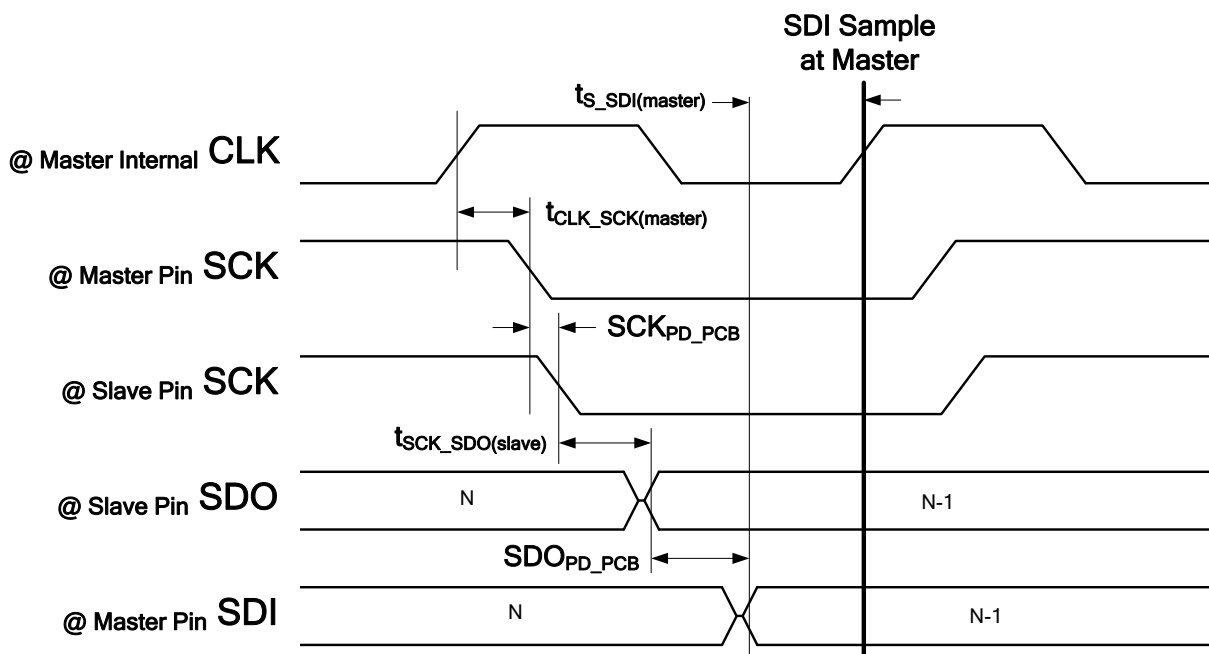 SDI Sample
at Master
tS_SDI(master)
@ Master Internal CLK
tCLK_SCK(master)
@ Master Pin SCK
SCKPD_PCB
@ Slave Pin SCK
tSCK_SDO(slave)
@ Slave Pin SDO
N
N-1
SDOPD_PCB
@ Master Pin SDI
N
N-1